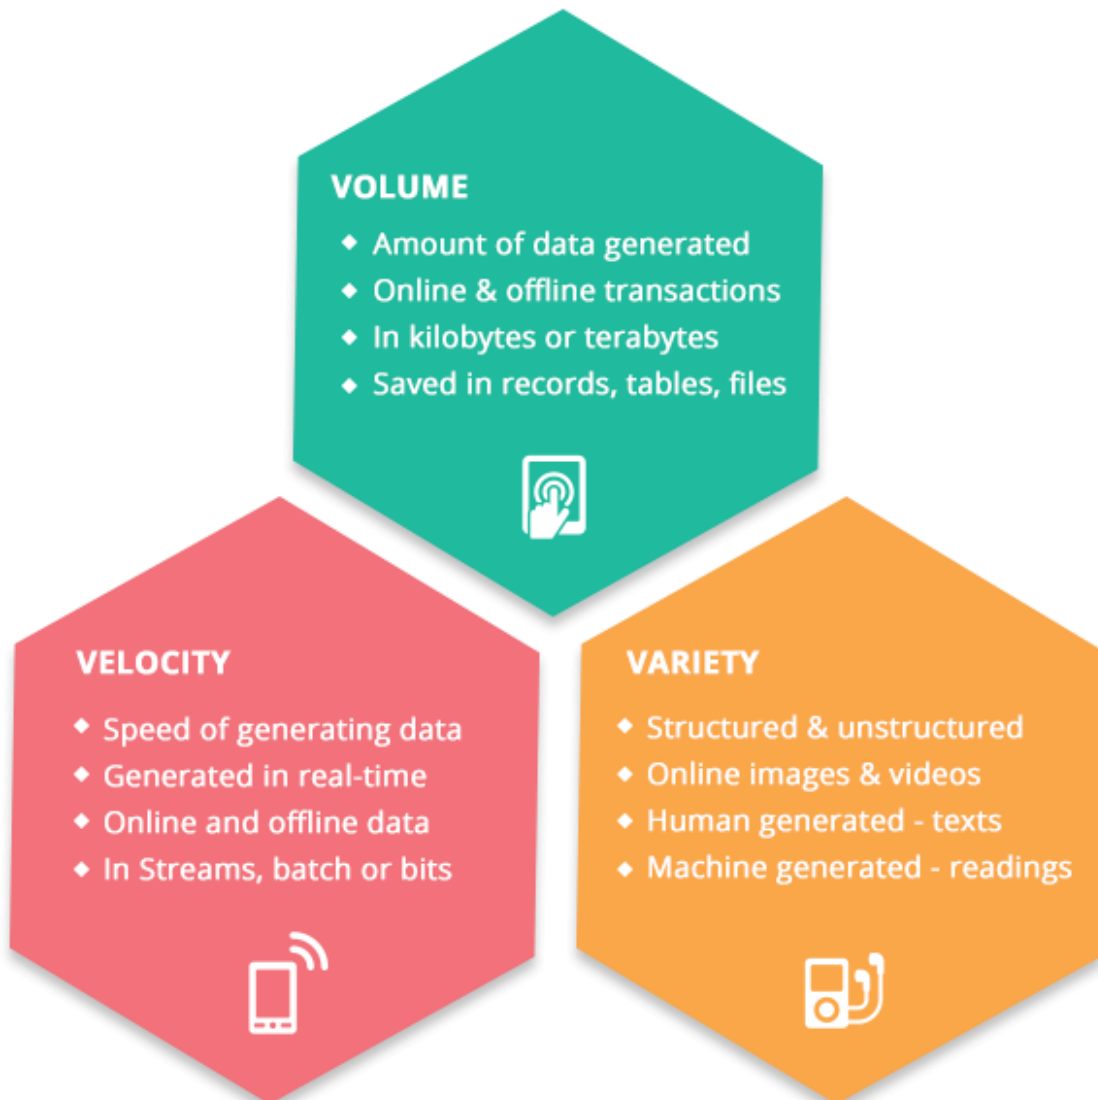 VOLUME
Amount of data generated
Online & offline transactions
In kilobytes or terabytes
Saved in records, tables, files
VELOCITY
Speed of generating data
Generated in real-time
Online and offline data
In Streams, batch or bits
VARIETY
Structured & unstructured
Online images & videos
Human generated - texts
Machine generated - readings